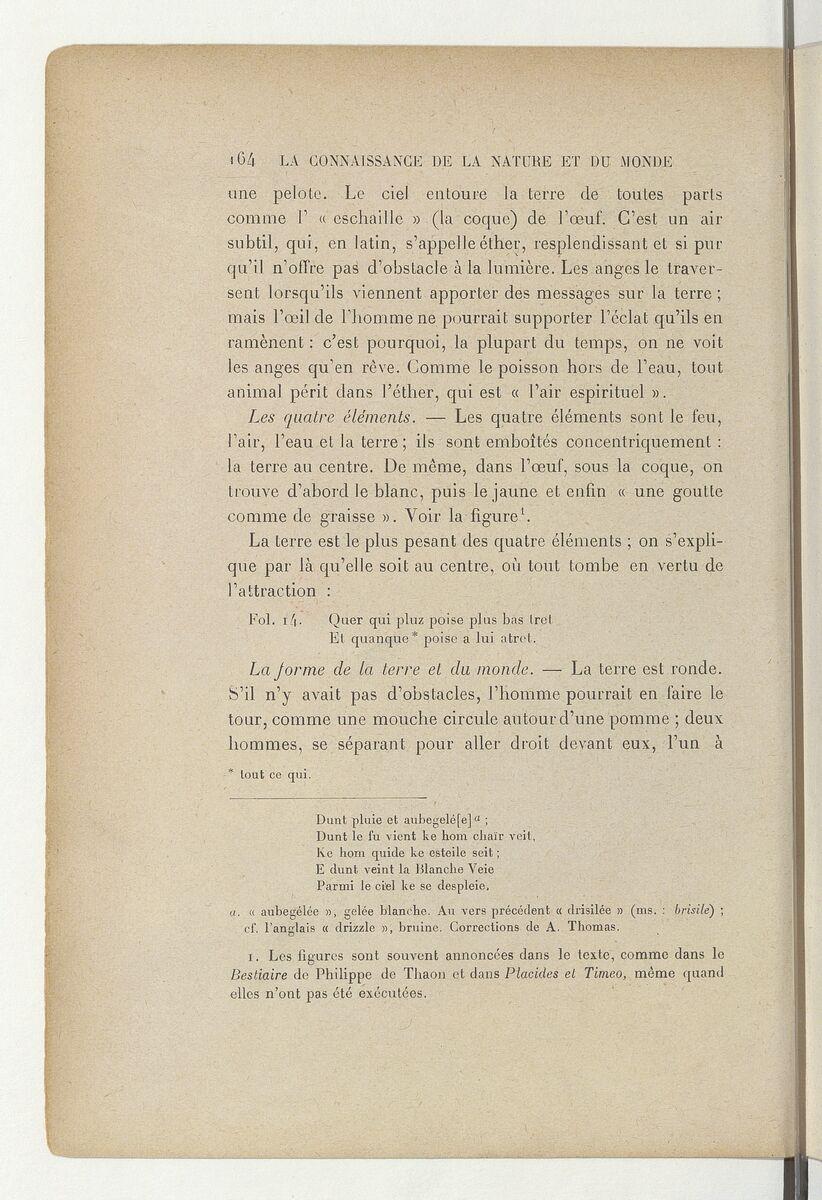 164 LA CONNAISSANCE DE LA NATURE ET DU MONDE
une pelote. Le ciel entoure la terre de toutes parts
comme l' « eschaille » (la coque) de l'œuf. C'est un air
subtil, qui, en latin, s'appelle éther, resplendissant et si pur
qu'il n'offre pas d'obstacle à la lumière. Les anges le traver-
sent lorsqu'ils viennent apporter des messages sur la terre ;
mais l'œil de l'homme ne pourrait supporter l'éclat qu'ils en
ramènent : c'est pourquoi, la plupart du temps, on ne voit
les anges qu'en rêve. Comme le poisson hors de l'eau, tout
animal périt dans l'éther, qui est « l'air espirituel ».
Les quatre éléments. — Les quatre éléments sont le feu,
l'air, l'eau et la terre ; ils sont emboîtés concentriquement :
la terre au centre. De même, dans l'œuf, sous la coque, on
trouve d'abord le blanc, puis le jaune et enfin « une goutte
comme de graisse ». Voir la figure¹.
La terre est le plus pesant des quatre éléments ; on s'expli-
que par là qu'elle soit au centre, où tout tombe en vertu de
l'attraction :
Fol. 14. Quer qui pluz poise plus bas tret
Et quanque* poise a lui atret.
La forme de la terre et du monde. — La terre est ronde.
S'il n'y avait pas d'obstacles, l'homme pourrait en faire le
tour, comme une mouche circule autour d'une pomme ; deux
hommes, se séparant pour aller droit devant eux, l'un à
* tout ce qui.
Dunt pluie et aubegelé[e]ᵃ ;
Dunt le fu vient ke hom chaïr veit,
Ke hom quide ke esteile seit ;
E dunt veint la Blanche Veie
Parmi le ciel ke se despleie.
a. « aubegélée », gelée blanche. Au vers précédent « drisilée » (ms. : brisile) ;
cf. l'anglais « drizzle », bruine. Corrections de A. Thomas.
1. Les figures sont souvent annoncées dans le texte, comme dans le
Bestiaire de Philippe de Thaon et dans Placides et Timeo, même quand
elles n'ont pas été exécutées.